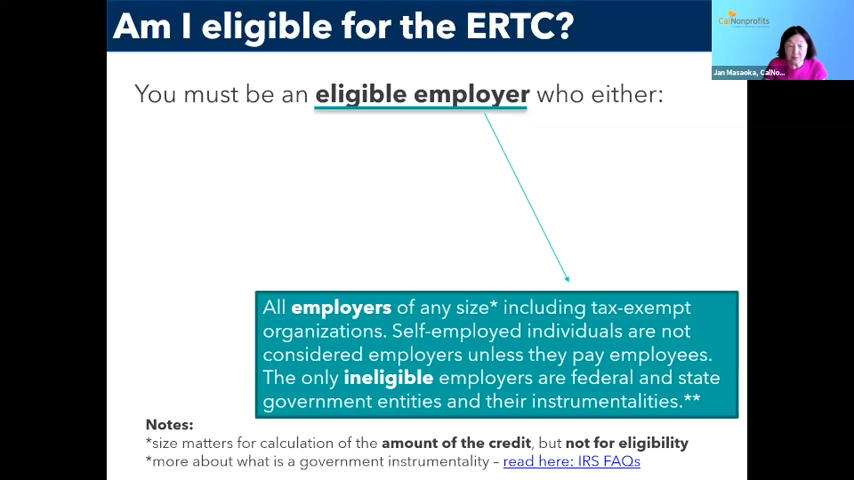 Am I eligible for the ERTC?
CalNonprofits
Jan Masaoka, CalNo...
You must be an eligible employer who either:
All employers of any size* including tax-exempt
organizations. Self-employed individuals are not
considered employers unless they pay employees.
The only ineligible employers are federal and state
government entities and their instrumentalities.**
Notes:
*size matters for calculation of the amount of the credit, but not for eligibility
*more about what is a government instrumentality – read here: IRS FAQs